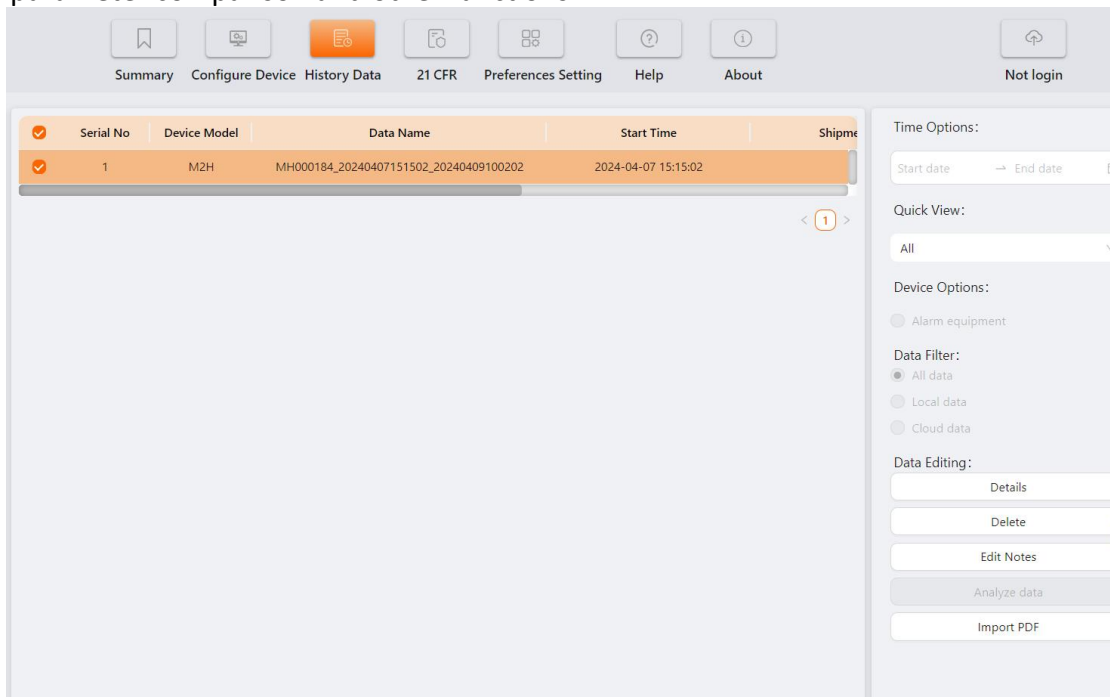 Summary Configure Device History Data 21 CFR Preferences Setting Help About Not login
Serial No Device Model Data Name Start Time Shipme
1 M2H MH000184_20240407151502_20240409100202 2024-04-07 15:15:02
< 1 >
Time Options:
Start date → End date
Quick View:
All
Device Options:
Alarm equipment
Data Filter:
All data
Local data
Cloud data
Data Editing:
Details
Delete
Edit Notes
Analyze data
Import PDF